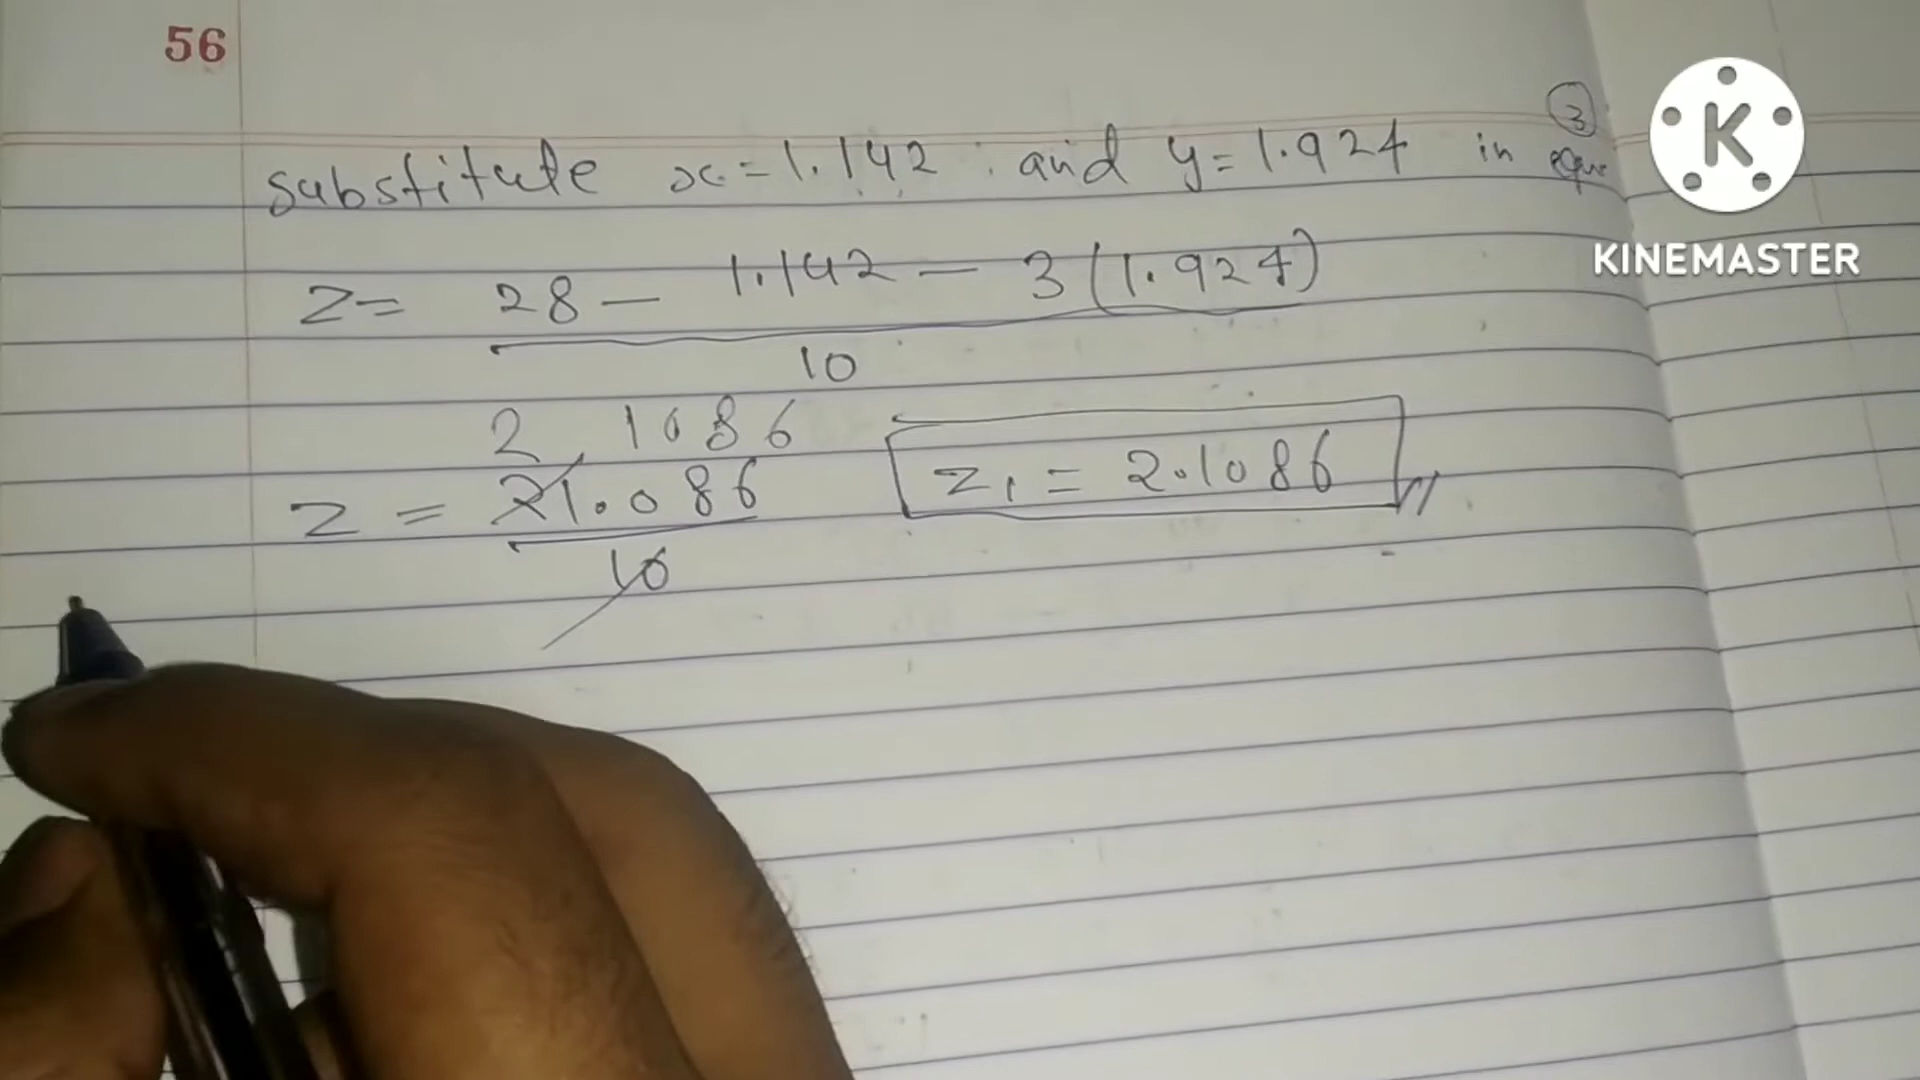 56
substitute x=1.142 and y=1.924 in eque ③
K
KINEMASTER
z= 28 - 1.142 - 3(1.924)
10
2.1086
z = 21.086
10
z₁ = 2.1086